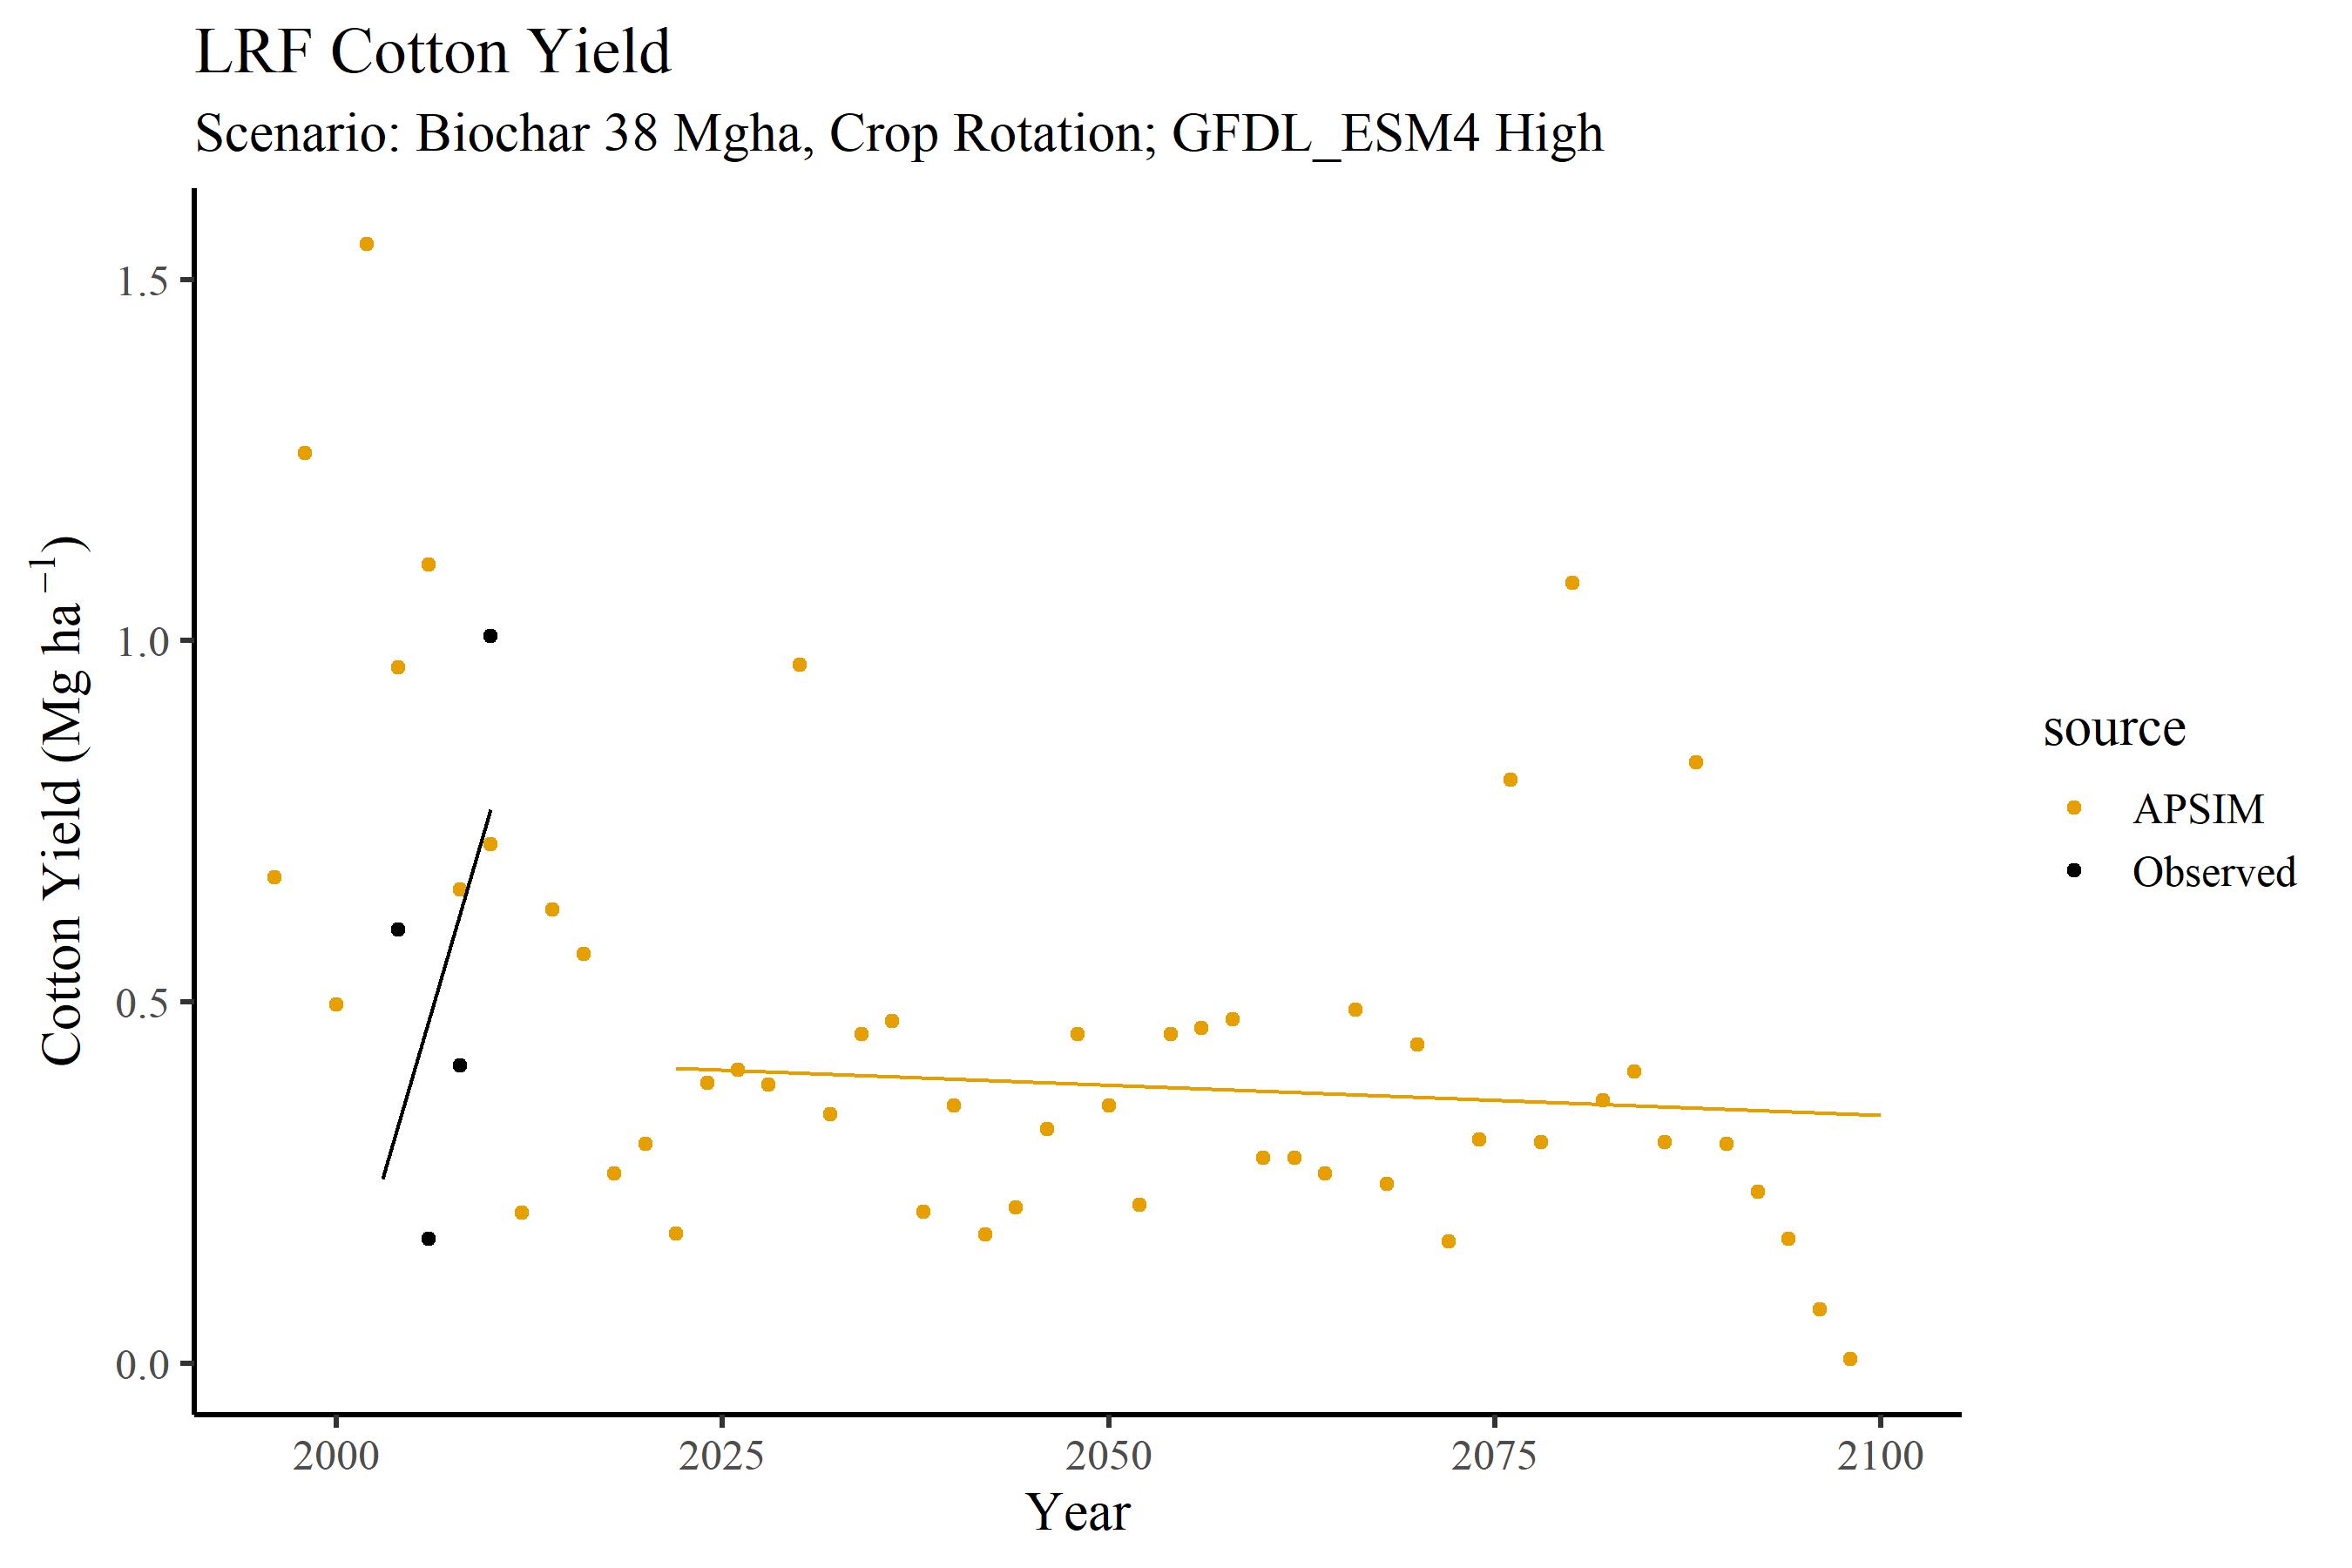 LRF Cotton Yield
Scenario: Biochar 38 Mgha, Crop Rotation; GFDL_ESM4 High
Cotton Yield (Mg ha⁻¹)
1.5
1.0
0.5
0.0
2000 2025 2050 2075 2100
Year
source
APSIM
Observed